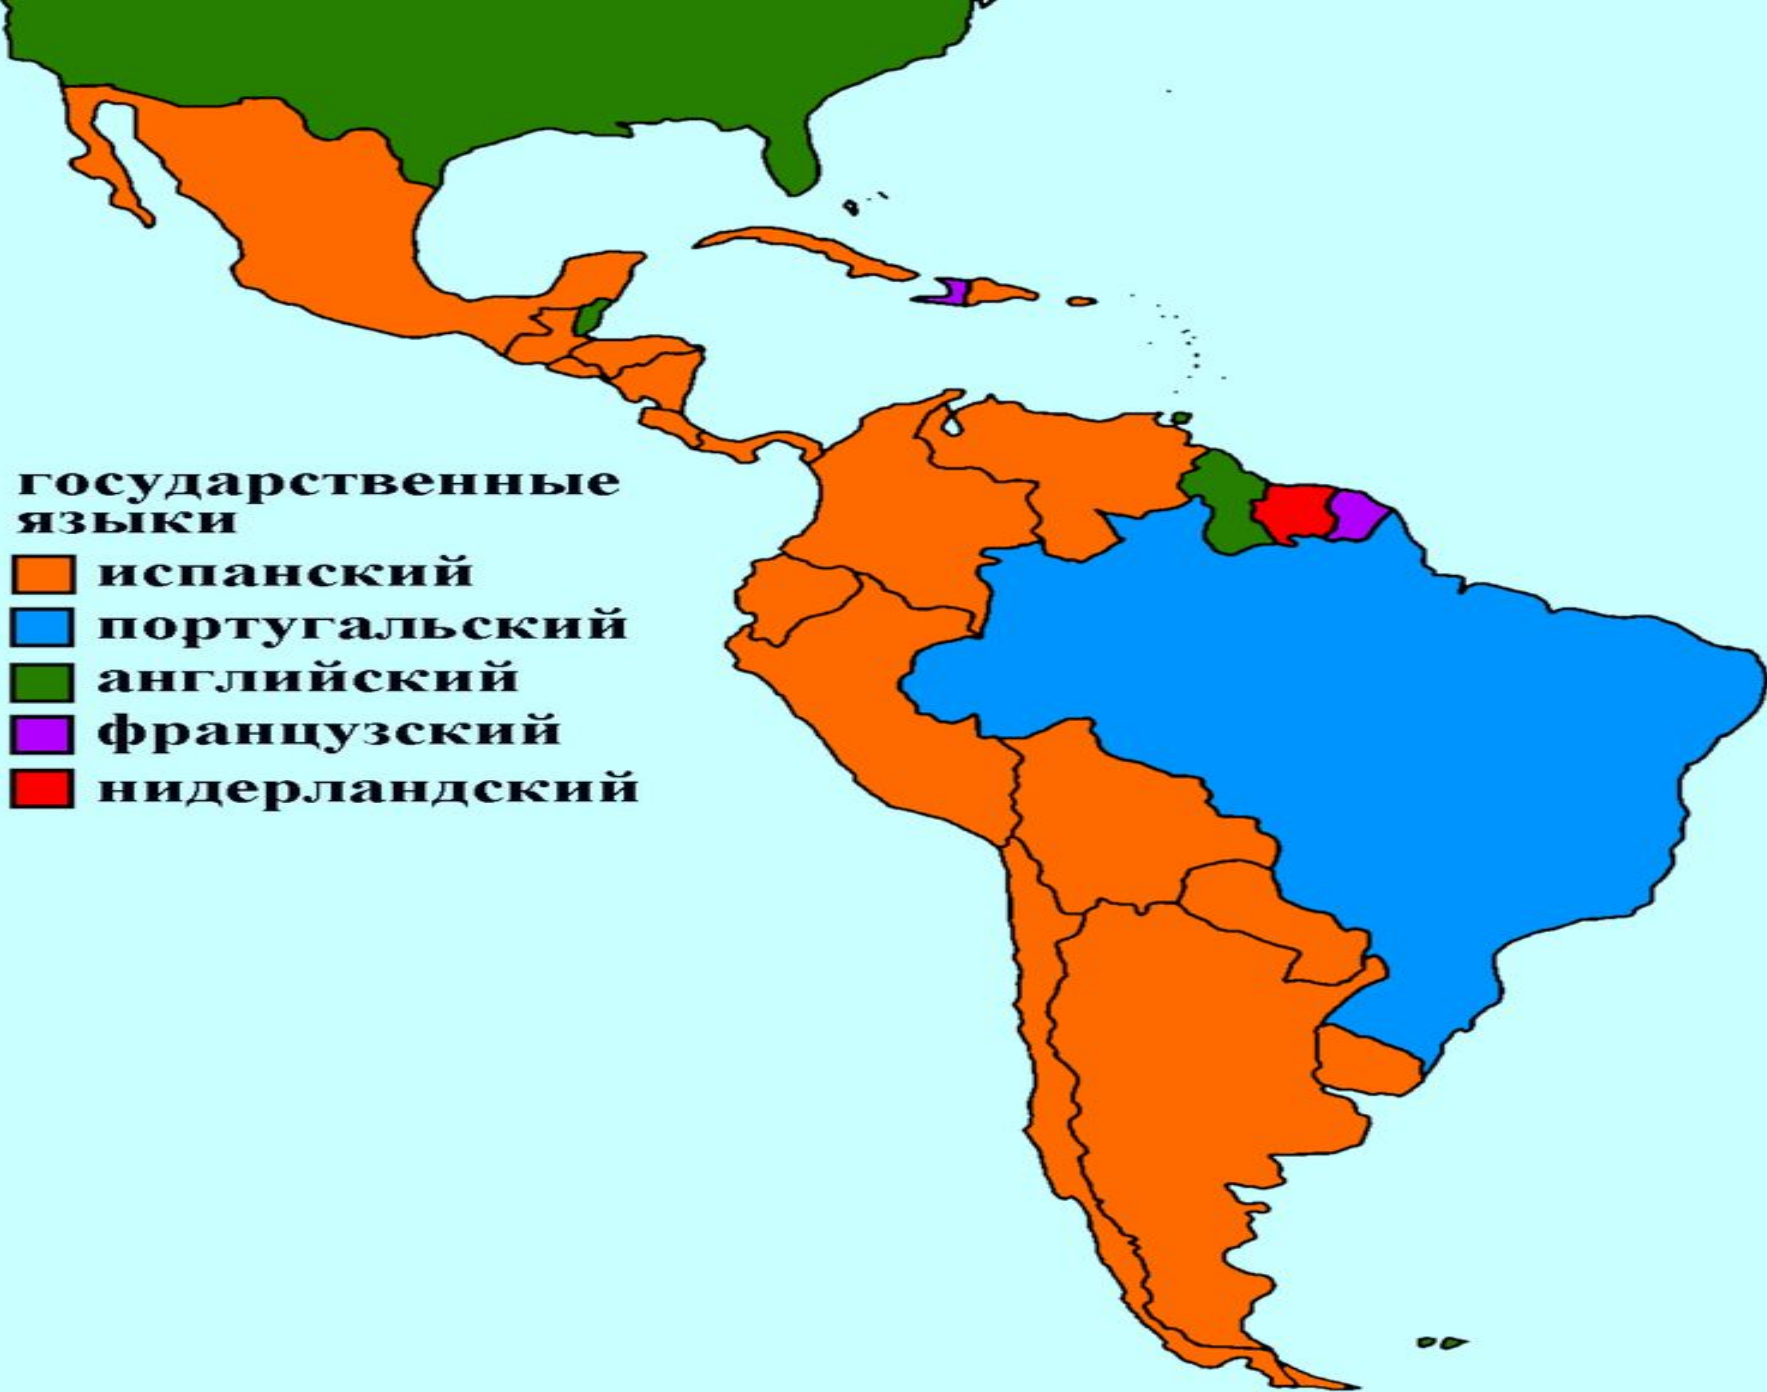 государственные
языки
испанский
португальский
английский
французский
нидерландский